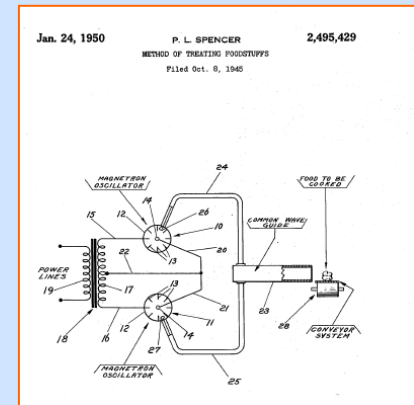 Jan. 24, 1950
P. L. SPENCER
2,495,429
METHOD OF TREATING FOODSTUFFS
Filed Oct. 8, 1945
24
MAGNETRON
OSCILLATOR
FOOD TO BE
COOKED
14
26
15
12
10
COMMON WAVE
GUIDE
20
13
22
POWER
LINES
19
17
13
21
23
18
16
12
11
14
28
27
MAGNETRON
OSCILLATOR
CONVEYOR
SYSTEM
25